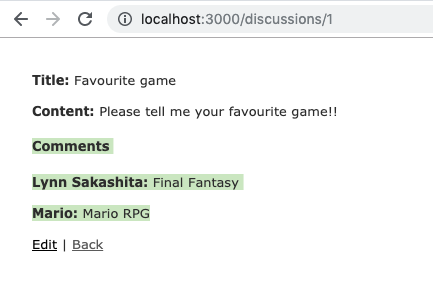 localhost:3000/discussions/1
Title: Favourite game
Content: Please tell me your favourite game!!
Comments
Lynn Sakashita: Final Fantasy
Mario: Mario RPG
Edit | Back